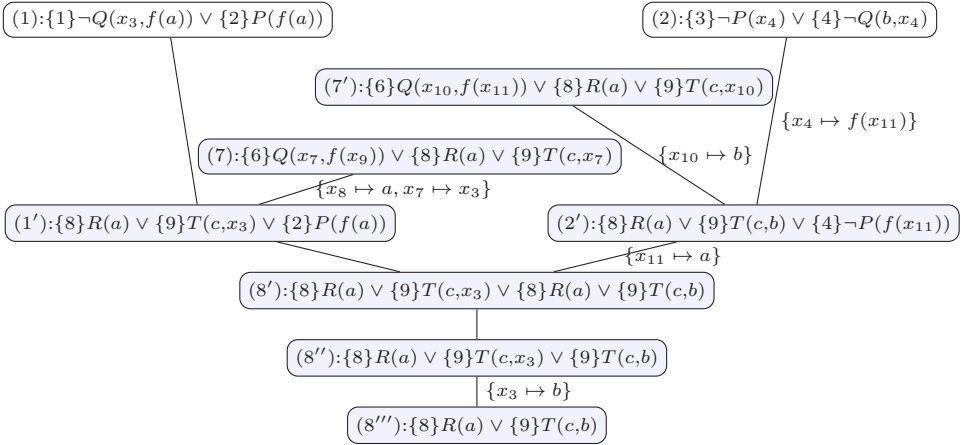 (1):{1}¬Q(x₃,f(a)) ∨ {2}P(f(a))
(2):{3}¬P(x₄) ∨ {4}¬Q(b,x₄)
(7′):{6}Q(x₁₀,f(x₁₁)) ∨ {8}R(a) ∨ {9}T(c,x₁₀)
{x₄ ↦ f(x₁₁)}
(7):{6}Q(x₇,f(x₉)) ∨ {8}R(a) ∨ {9}T(c,x₇)
{x₁₀ ↦ b}
{x₈ ↦ a, x₇ ↦ x₃}
(1′):{8}R(a) ∨ {9}T(c,x₃) ∨ {2}P(f(a))
(2′):{8}R(a) ∨ {9}T(c,b) ∨ {4}¬P(f(x₁₁))
{x₁₁ ↦ a}
(8′):{8}R(a) ∨ {9}T(c,x₃) ∨ {8}R(a) ∨ {9}T(c,b)
(8′′):{8}R(a) ∨ {9}T(c,x₃) ∨ {9}T(c,b)
{x₃ ↦ b}
(8′′′):{8}R(a) ∨ {9}T(c,b)